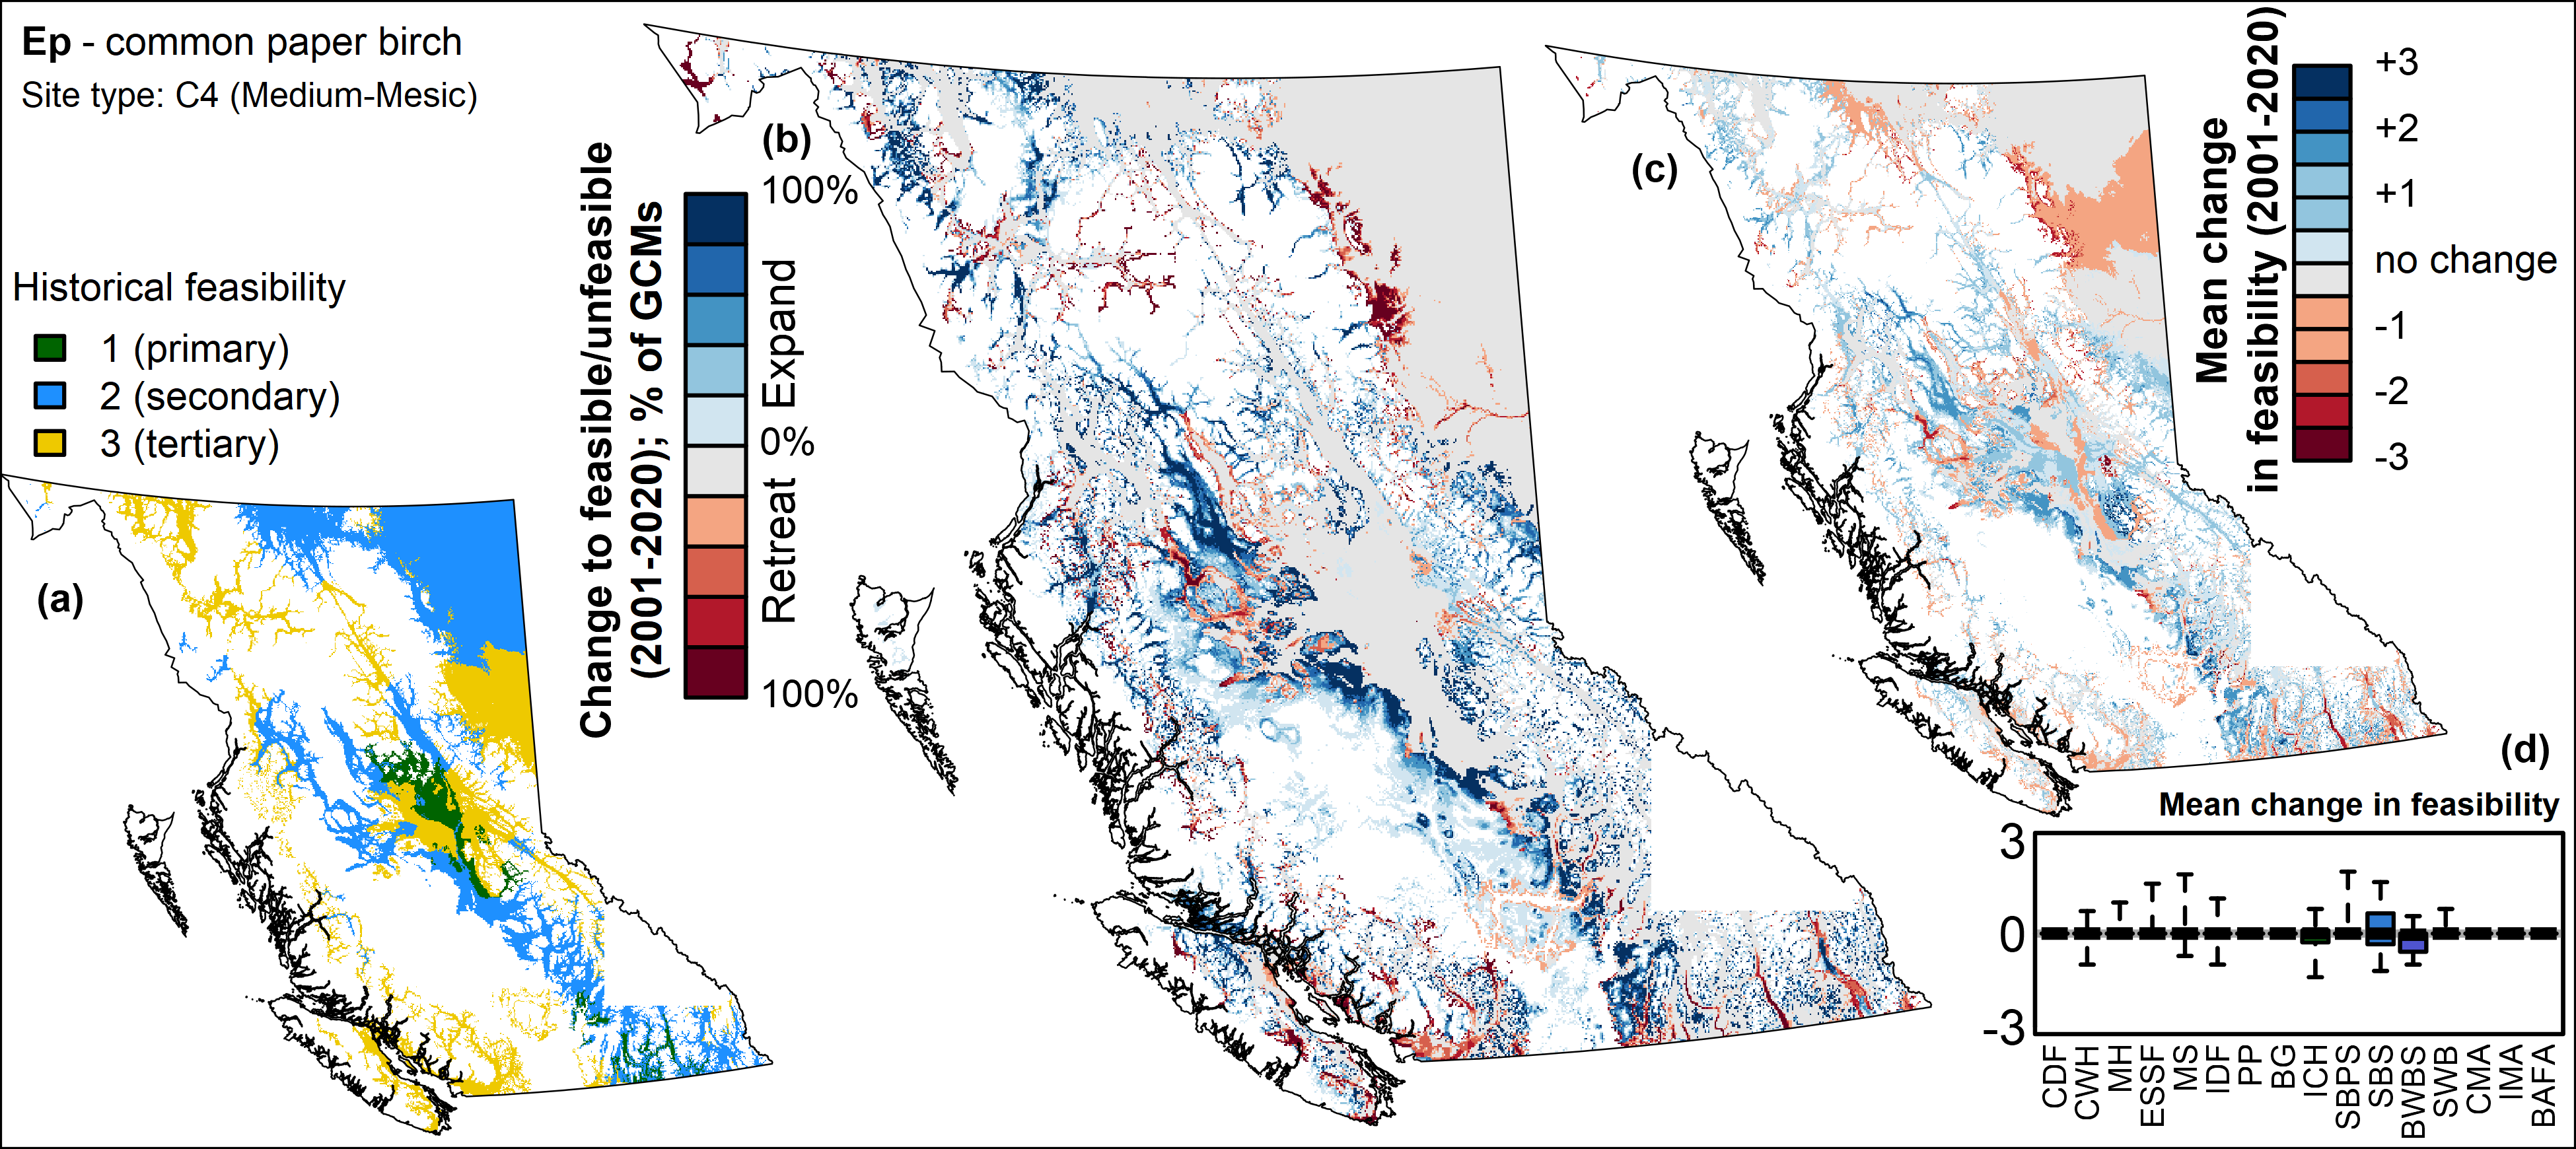 Ep - common paper birch
Site type: C4 (Medium-Mesic)
Historical feasibility
1 (primary)
2 (secondary)
3 (tertiary)
(a)
Change to feasible/unfeasible
(2001-2020); % of GCMs
100%
Expand
0%
Retreat
100%
(b)
(c)
Mean change
in feasibility (2001-2020)
+3
+2
+1
no change
-1
-2
-3
(d)
Mean change in feasibility
3
0
-3
CDF
CWH
MH
ESSF
MS
IDF
PP
BG
ICH
SBPS
SBS
BWBS
SWB
CMA
IMA
BAFA